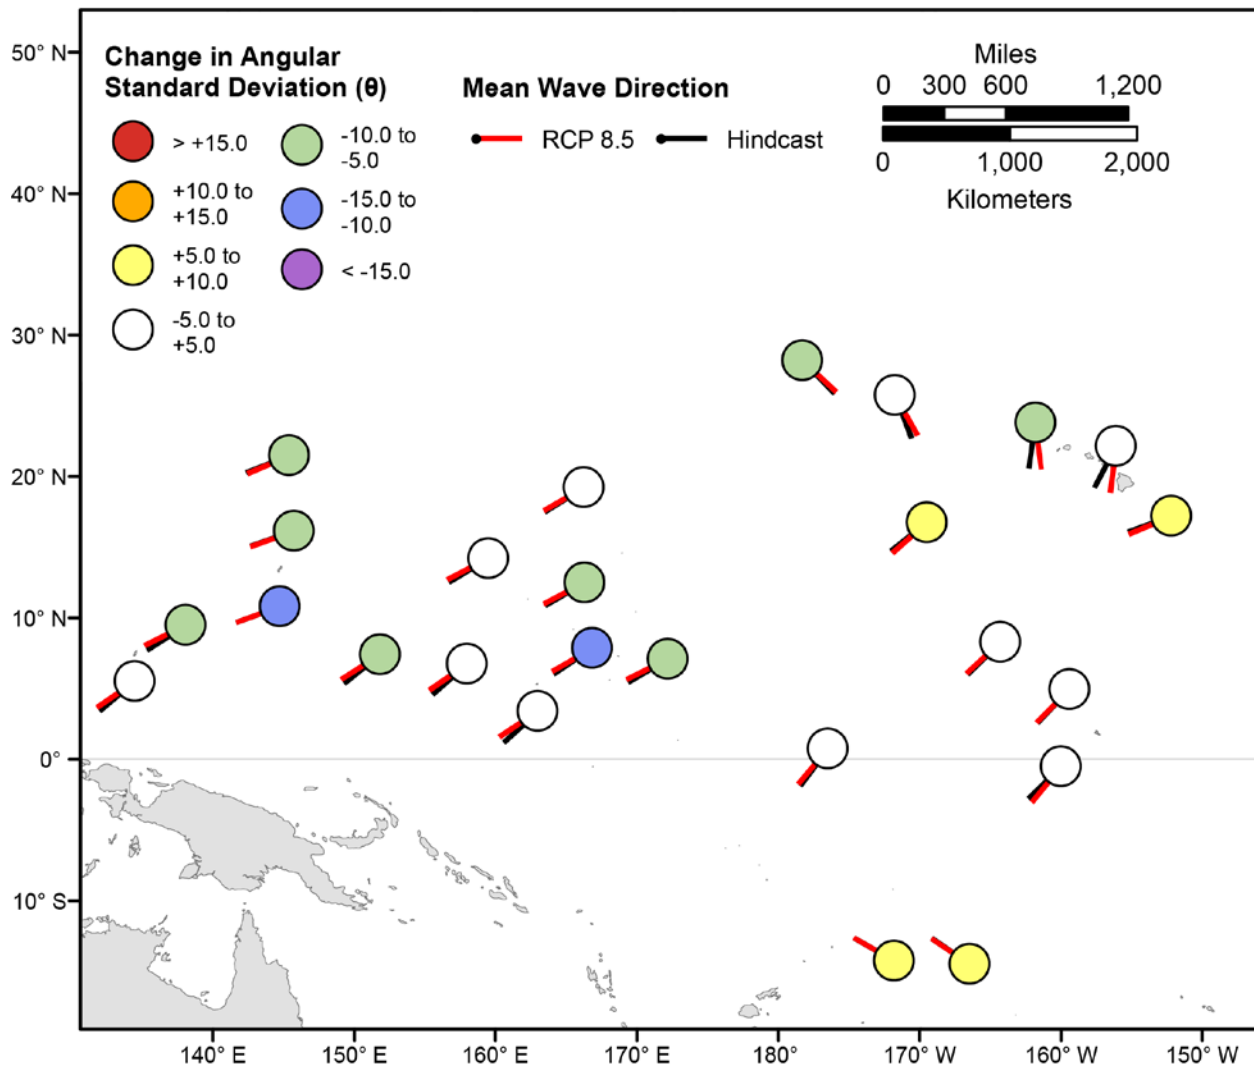 Change in Angular
Standard Deviation (θ)
> +15.0
+10.0 to
+15.0
+5.0 to
+10.0
-5.0 to
+5.0
-10.0 to
-5.0
-15.0 to
-10.0
< -15.0
Mean Wave Direction
RCP 8.5 Hindcast
Miles
0 300 600 1,200
0 1,000 2,000
Kilometers
50° N
40° N
30° N
20° N
10° N
0°
10° S
140° E 150° E 160° E 170° E 180° 170° W 160° W 150° W